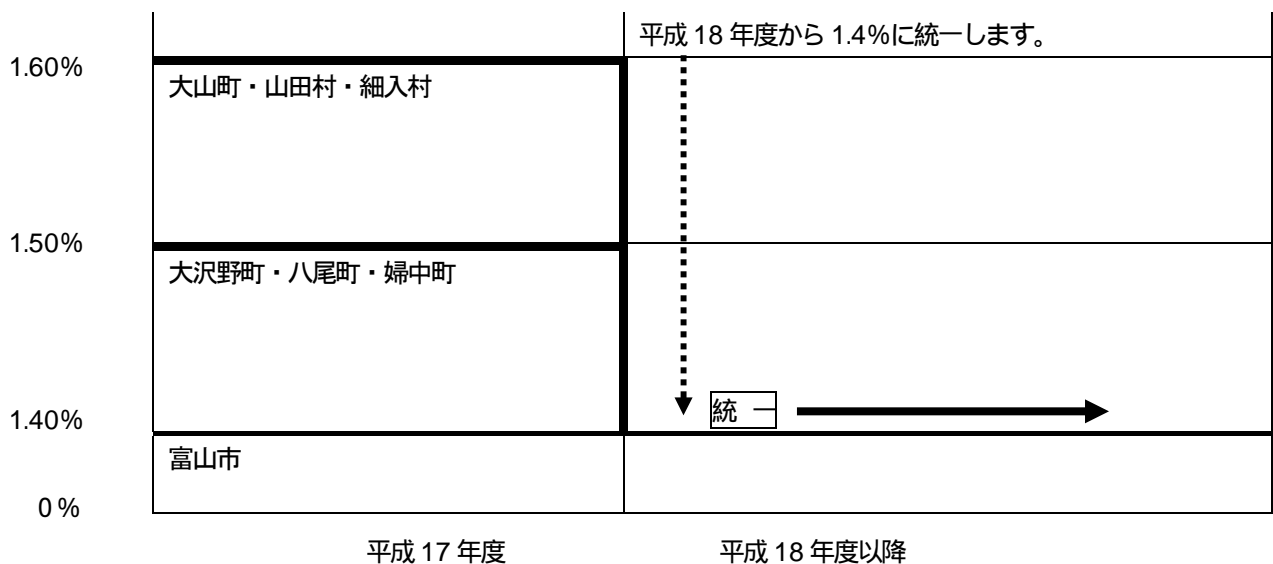 平成 18 年度から 1.4%に統一します。
1.60%
大山町・山田村・細入村
1.50%
大沢野町・八尾町・婦中町
統 一
1.40%
富山市
0%
平成 17 年度
平成 18 年度以降